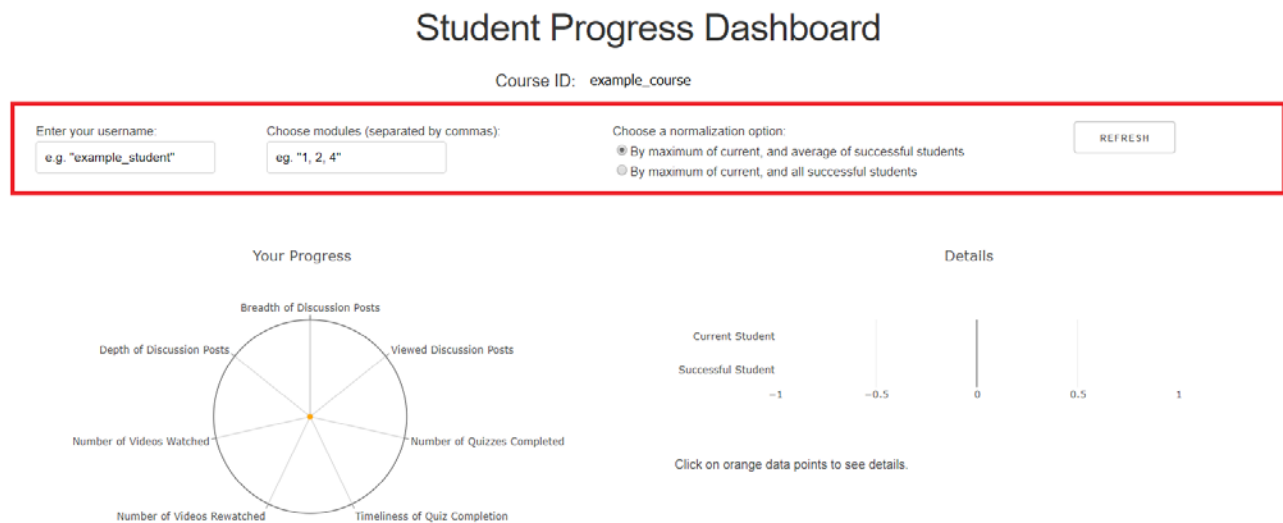 Student Progress Dashboard
Course ID: example_course
Enter your username:
e.g. "example_student"
Choose modules (separated by commas):
eg. "1, 2, 4"
Choose a normalization option:
By maximum of current, and average of successful students
By maximum of current, and all successful students
REFRESH
Your Progress
Breadth of Discussion Posts
Depth of Discussion Posts
Viewed Discussion Posts
Number of Videos Watched
Number of Quizzes Completed
Number of Videos Rewatched
Timeliness of Quiz Completion
Details
Current Student
Successful Student
−1 −0.5 0 0.5 1
Click on orange data points to see details.